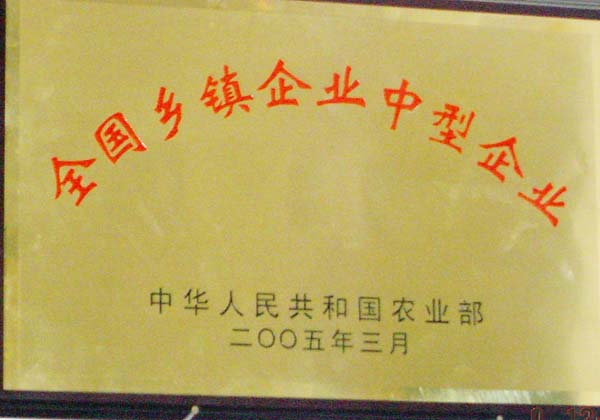 全国乡镇企业中型企业
中华人民共和国农业部
二〇〇五年三月